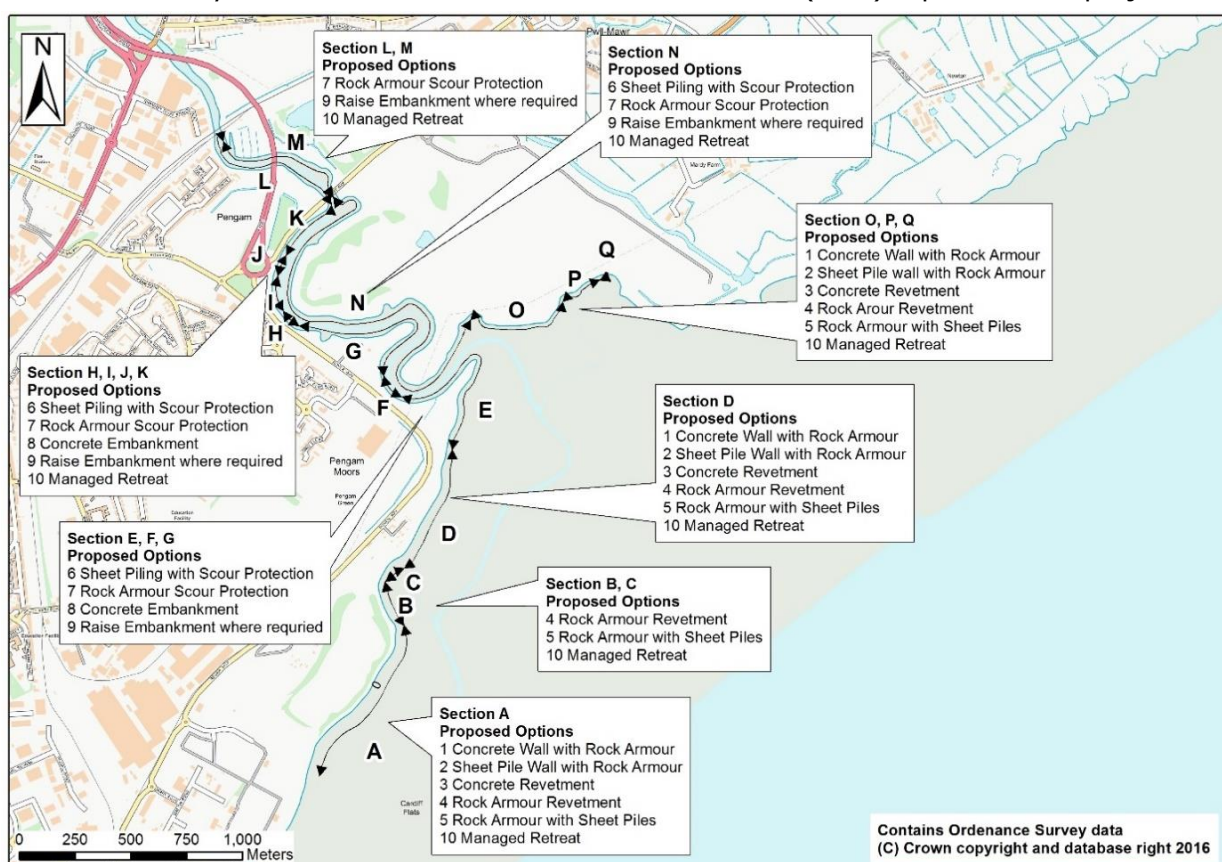 N
Section L, M
Proposed Options
7 Rock Armour Scour Protection
9 Raise Embankment where required
10 Managed Retreat
Pwll-Mawr
Section N
Proposed Options
6 Sheet Piling with Scour Protection
7 Rock Armour Scour Protection
9 Raise Embankment where required
10 Managed Retreat
Newton
Mardy Farm
M
L
K
Pengam
J
N
I
H
G
F
E
O
P
Q
Section O, P, Q
Proposed Options
1 Concrete Wall with Rock Armour
2 Sheet Pile wall with Rock Armour
3 Concrete Revetment
4 Rock Arour Revetment
5 Rock Armour with Sheet Piles
10 Managed Retreat
Section H, I, J, K
Proposed Options
6 Sheet Piling with Scour Protection
7 Rock Armour Scour Protection
8 Concrete Embankment
9 Raise Embankment where required
10 Managed Retreat
Pengam
Moors
Pengam
Green
Education
Facility
Section D
Proposed Options
1 Concrete Wall with Rock Armour
2 Sheet Pile Wall with Rock Armour
3 Concrete Revetment
4 Rock Armour Revetment
5 Rock Armour with Sheet Piles
10 Managed Retreat
D
C
B
Section E, F, G
Proposed Options
6 Sheet Piling with Scour Protection
7 Rock Armour Scour Protection
8 Concrete Embankment
9 Raise Embankment where requried
Section B, C
Proposed Options
4 Rock Armour Revetment
5 Rock Armour with Sheet Piles
10 Managed Retreat
Education Facility
A
Section A
Proposed Options
1 Concrete Wall with Rock Armour
2 Sheet Pile Wall with Rock Armour
3 Concrete Revetment
4 Rock Armour Revetment
5 Rock Armour with Sheet Piles
10 Managed Retreat
Cardiff
Flats
0 250 500 750 1,000
Meters
Contains Ordenance Survey data
(C) Crown copyright and database right 2016